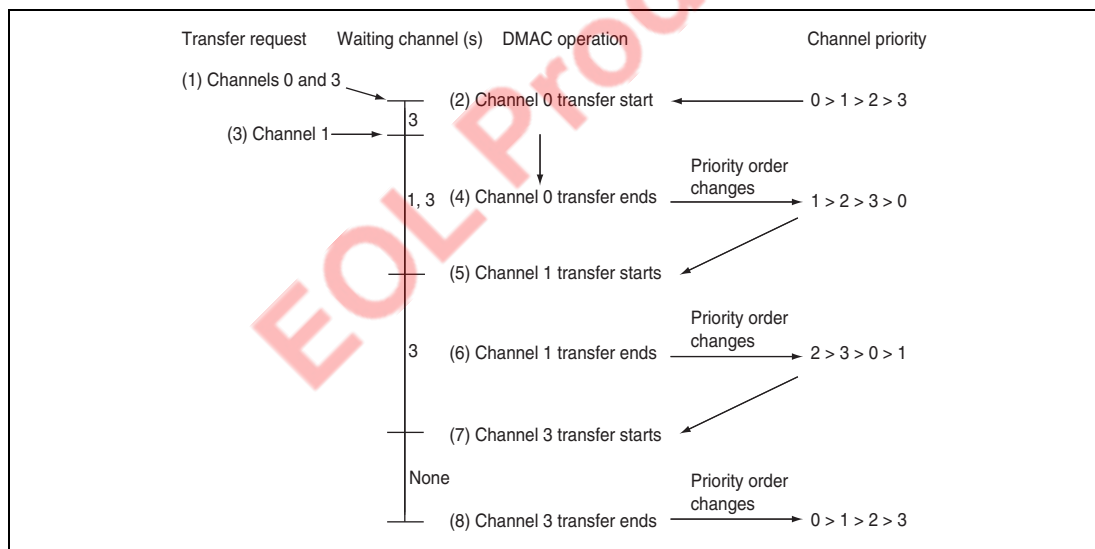 Transfer request Waiting channel (s) DMAC operation Channel priority
(1) Channels 0 and 3
(2) Channel 0 transfer start 0 > 1 > 2 > 3
3
(3) Channel 1
Priority order
changes
1, 3 (4) Channel 0 transfer ends 1 > 2 > 3 > 0
(5) Channel 1 transfer starts
Priority order
changes
3 (6) Channel 1 transfer ends 2 > 3 > 0 > 1
(7) Channel 3 transfer starts
None
Priority order
changes
(8) Channel 3 transfer ends 0 > 1 > 2 > 3
EOL